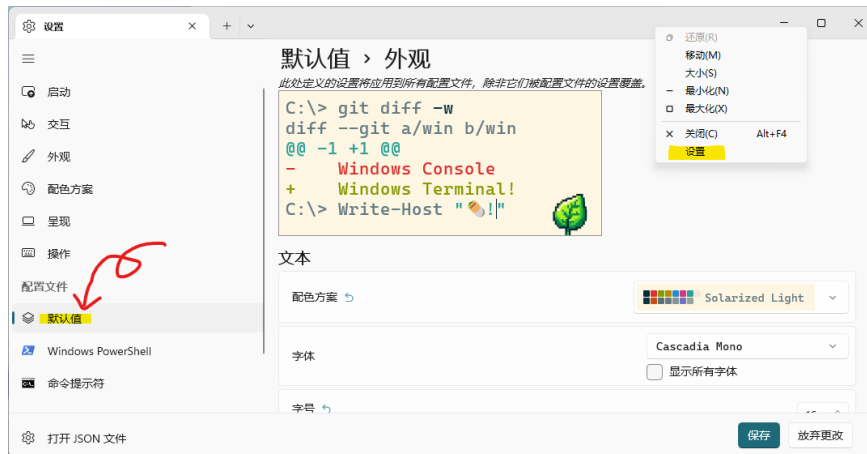 设置
还原(R)
移动(M)
大小(S)
最小化(N)
最大化(X)
关闭(C) Alt+F4
设置
启动
交互
外观
配色方案
呈现
操作
配置文件
默认值
Windows PowerShell
命令提示符
打开 JSON 文件
默认值 › 外观
此处定义的设置将应用到所有配置文件，除非它们被配置文件的设置覆盖。
C:\> git diff -w
diff --git a/win b/win
@@ -1 +1 @@
- Windows Console
+ Windows Terminal!
C:\> Write-Host "🌯!"
文本
配色方案 Solarized Light
字体 Cascadia Mono
显示所有字体
字号
保存 放弃更改